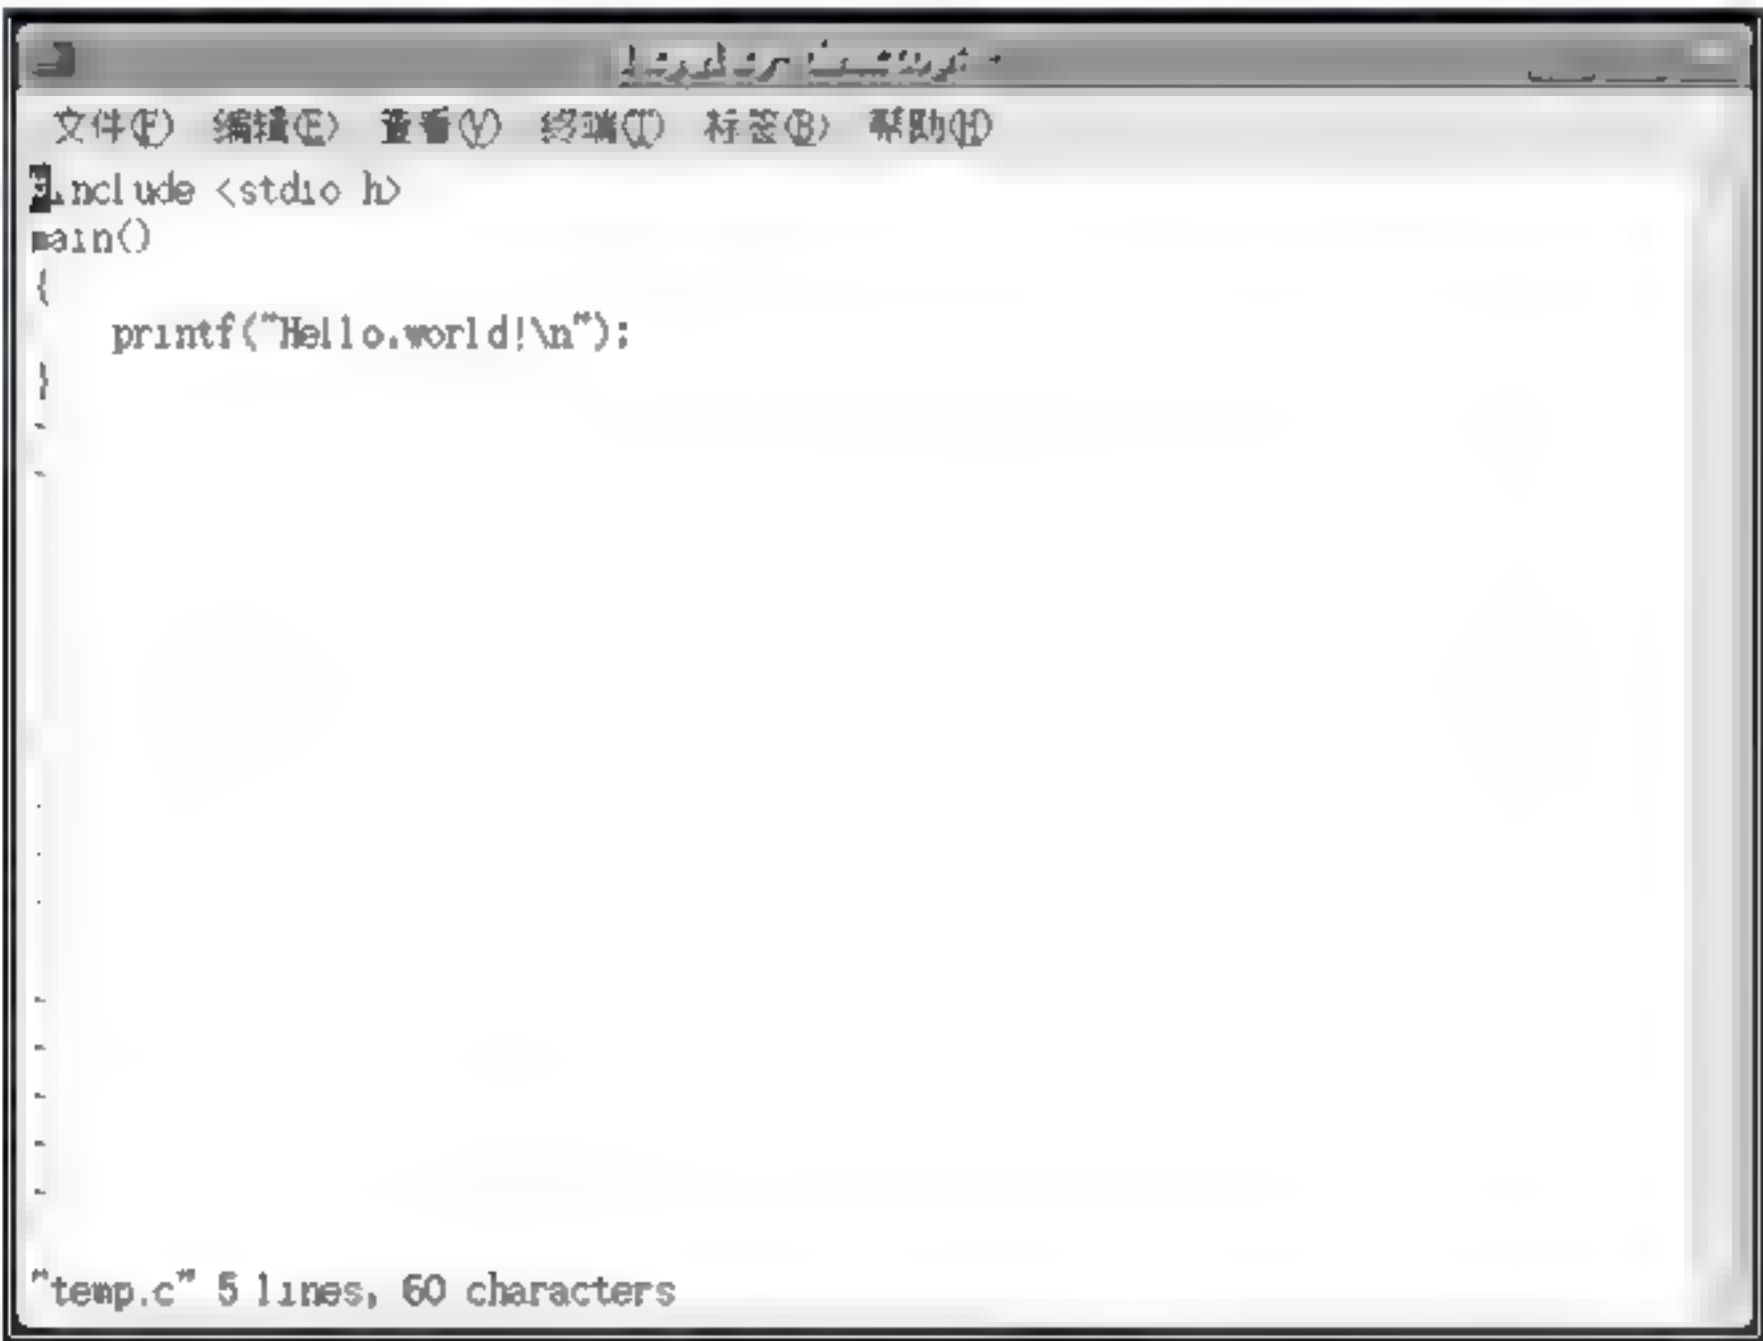 文件(F) 编辑(E) 查看(V) 终端(T) 标签(B) 帮助(H)
#include <stdio.h>
main()
{
    printf("Hello,world!\n");
}
~
~
~
~
~
~
~
~
~
~
"temp.c" 5 lines, 60 characters